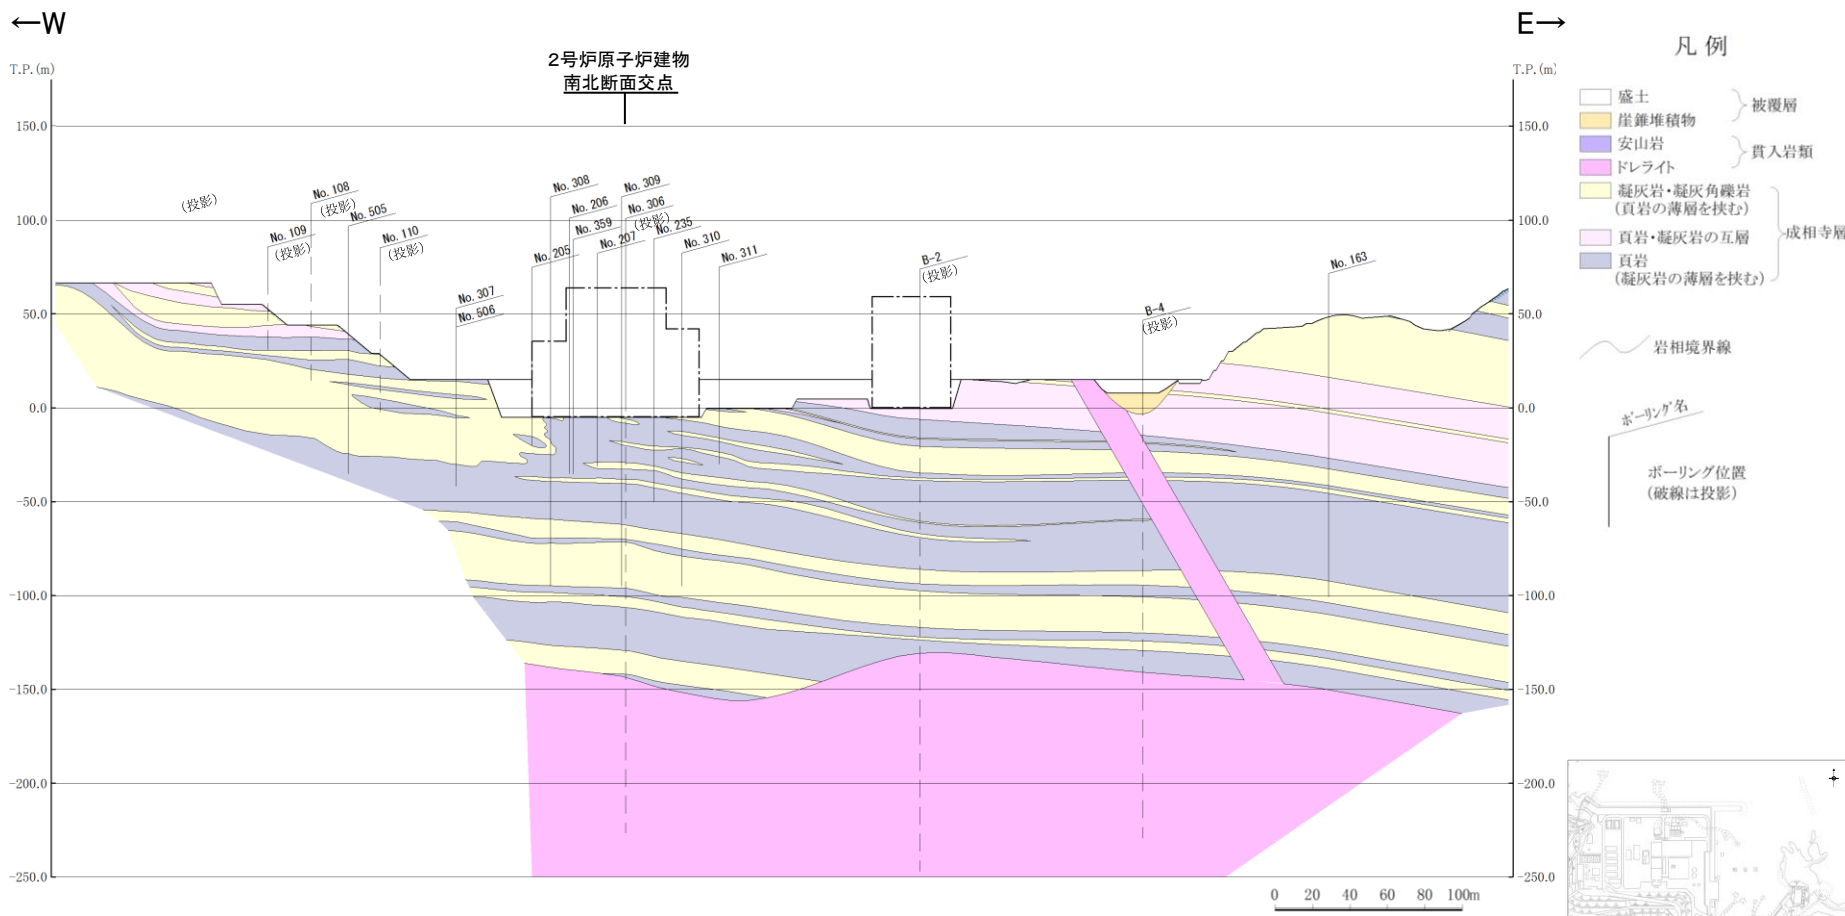 ←W
E→
2号炉原子炉建物
南北断面交点
T.P.(m)
T.P.(m)
150.0
100.0
50.0
0.0
-50.0
-100.0
-150.0
-200.0
-250.0
150.0
100.0
50.0
0.0
-50.0
-100.0
-150.0
-200.0
-250.0
(投影)
No. 108
(投影)
No. 505
No. 109
(投影)
No. 110
(投影)
No. 307
No. 506
No. 308
No. 206
No. 359
No. 205
No. 207
No. 309
No. 306
(投影)
No. 235
No. 310
No. 311
B-2
(投影)
B-4
(投影)
No. 163
凡例
盛土
崖錐堆積物
被覆層
安山岩
ドレライト
貫入岩類
凝灰岩・凝灰角礫岩
(頁岩の薄層を挟む)
頁岩・凝灰岩の互層
頁岩
(凝灰岩の薄層を挟む)
成相寺層
岩相境界線
ボーリング名
ボーリング位置
(破線は投影)
0 20 40 60 80 100m